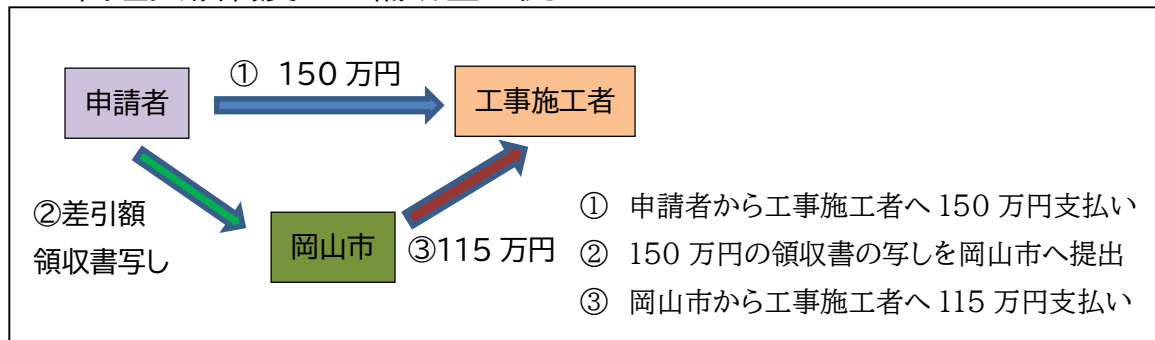 ① 150 万円
申請者
工事施工者
②差引額
領収書写し
岡山市
③115 万円
① 申請者から工事施工者へ 150 万円支払い
② 150 万円の領収書の写しを岡山市へ提出
③ 岡山市から工事施工者へ 115 万円支払い